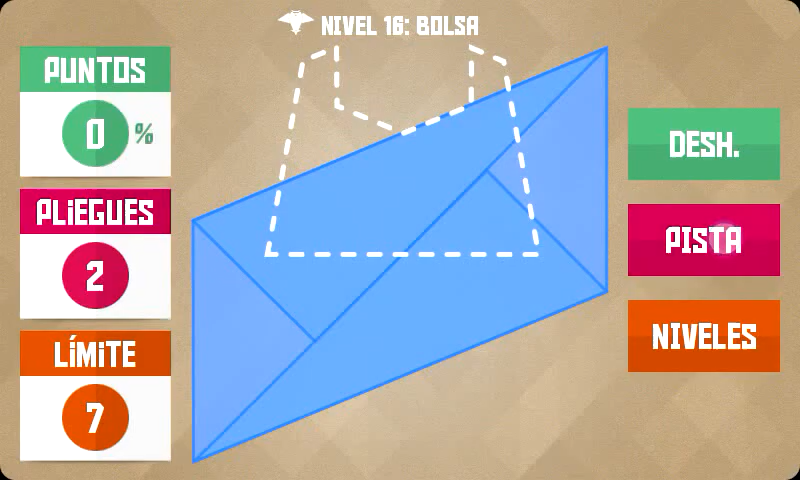 NIVEL 16: BOLSA
PUNTOS
0 %
PLIEGUES
2
LÍMITE
7
DESH.
PISTA
NIVELES